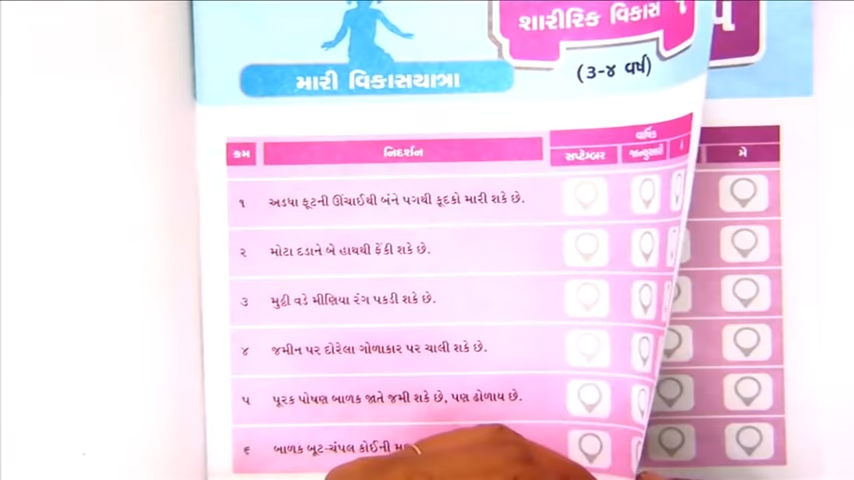 શારીરિક વિકાસ ૧
૫
(૩-૪ વર્ષ)
મારી વિકાસયાત્રા
ક્રમ નિદર્શન વાર્ષિક
સપ્ટેમ્બર જાન્યુઆરી મે
૧ અડધા ફૂટની ઊંચાઈથી બંને પગથી કૂદકો મારી શકે છે.
૨ મોટા દડાને બે હાથથી ફેંકી શકે છે.
૩ મુઠ્ઠી વડે મીણિયા રંગ પકડી શકે છે.
૪ જમીન પર દોરેલા ગોળાકાર પર ચાલી શકે છે.
૫ પૂરક પોષણ બાળક જાતે જમી શકે છે, પણ ઢોળાય છે.
૬ બાળક બૂટ-ચંપલ કોઈની